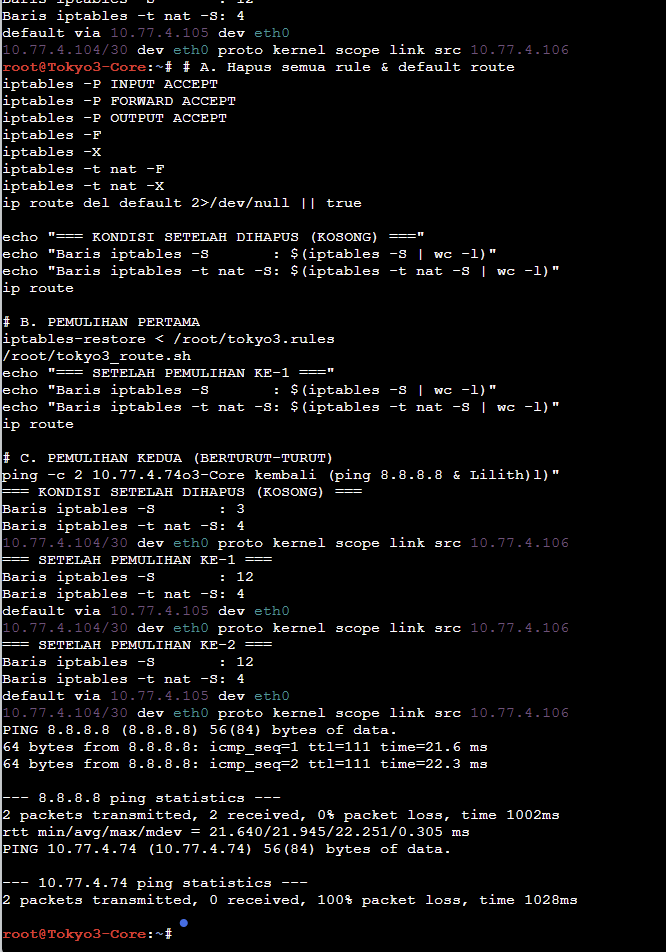 Baris iptables -S        : 12
Baris iptables -t nat -S: 4
default via 10.77.4.105 dev eth0
10.77.4.104/30 dev eth0 proto kernel scope link src 10.77.4.106
root@Tokyo3-Core:~# # A. Hapus semua rule & default route
iptables -P INPUT ACCEPT
iptables -P FORWARD ACCEPT
iptables -P OUTPUT ACCEPT
iptables -F
iptables -X
iptables -t nat -F
iptables -t nat -X
ip route del default 2>/dev/null || true
echo "=== KONDISI SETELAH DIHAPUS (KOSONG) ==="
echo "Baris iptables -S       : $(iptables -S | wc -l)"
echo "Baris iptables -t nat -S: $(iptables -t nat -S | wc -l)"
ip route
# B. PEMULIHAN PERTAMA
iptables-restore < /root/tokyo3.rules
/root/tokyo3_route.sh
echo "=== SETELAH PEMULIHAN KE-1 ==="
echo "Baris iptables -S       : $(iptables -S | wc -l)"
echo "Baris iptables -t nat -S: $(iptables -t nat -S | wc -l)"
ip route
# C. PEMULIHAN KEDUA (BERTURUT-TURUT)
ping -c 2 10.77.4.74o3-Core kembali (ping 8.8.8.8 & Lilith)l)"
=== KONDISI SETELAH DIHAPUS (KOSONG) ===
Baris iptables -S       : 3
Baris iptables -t nat -S: 4
10.77.4.104/30 dev eth0 proto kernel scope link src 10.77.4.106
=== SETELAH PEMULIHAN KE-1 ===
Baris iptables -S       : 12
Baris iptables -t nat -S: 4
default via 10.77.4.105 dev eth0
10.77.4.104/30 dev eth0 proto kernel scope link src 10.77.4.106
=== SETELAH PEMULIHAN KE-2 ===
Baris iptables -S       : 12
Baris iptables -t nat -S: 4
default via 10.77.4.105 dev eth0
10.77.4.104/30 dev eth0 proto kernel scope link src 10.77.4.106
PING 8.8.8.8 (8.8.8.8) 56(84) bytes of data.
64 bytes from 8.8.8.8: icmp_seq=1 ttl=111 time=21.6 ms
64 bytes from 8.8.8.8: icmp_seq=2 ttl=111 time=22.3 ms
--- 8.8.8.8 ping statistics ---
2 packets transmitted, 2 received, 0% packet loss, time 1002ms
rtt min/avg/max/mdev = 21.640/21.945/22.251/0.305 ms
PING 10.77.4.74 (10.77.4.74) 56(84) bytes of data.
--- 10.77.4.74 ping statistics ---
2 packets transmitted, 0 received, 100% packet loss, time 1028ms
root@Tokyo3-Core:~#